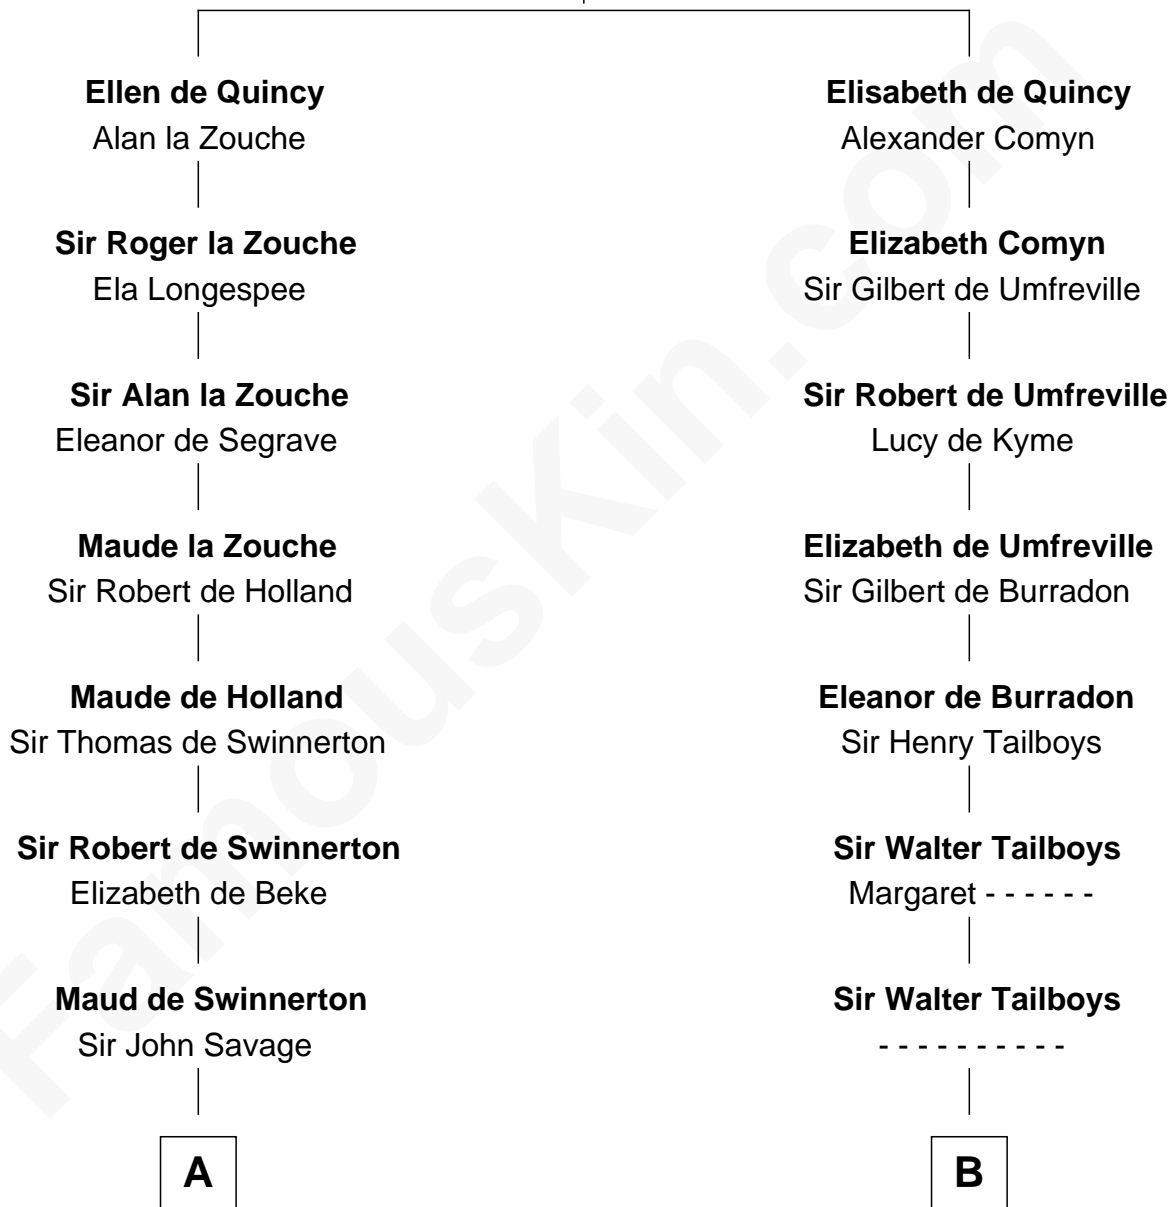 Ellen de Quincy
Alan la Zouche
Sir Roger la Zouche
Ela Longespee
Sir Alan la Zouche
Eleanor de Segrave
Maude la Zouche
Sir Robert de Holland
Maude de Holland
Sir Thomas de Swinnerton
Sir Robert de Swinnerton
Elizabeth de Beke
Maud de Swinnerton
Sir John Savage
A
Elisabeth de Quincy
Alexander Comyn
Elizabeth Comyn
Sir Gilbert de Umfreville
Sir Robert de Umfreville
Lucy de Kyme
Elizabeth de Umfreville
Sir Gilbert de Burradon
Eleanor de Burradon
Sir Henry Tailboys
Sir Walter Tailboys
Margaret - - - - - -
Sir Walter Tailboys
- - - - - - - - - -
B
FamousKin.com